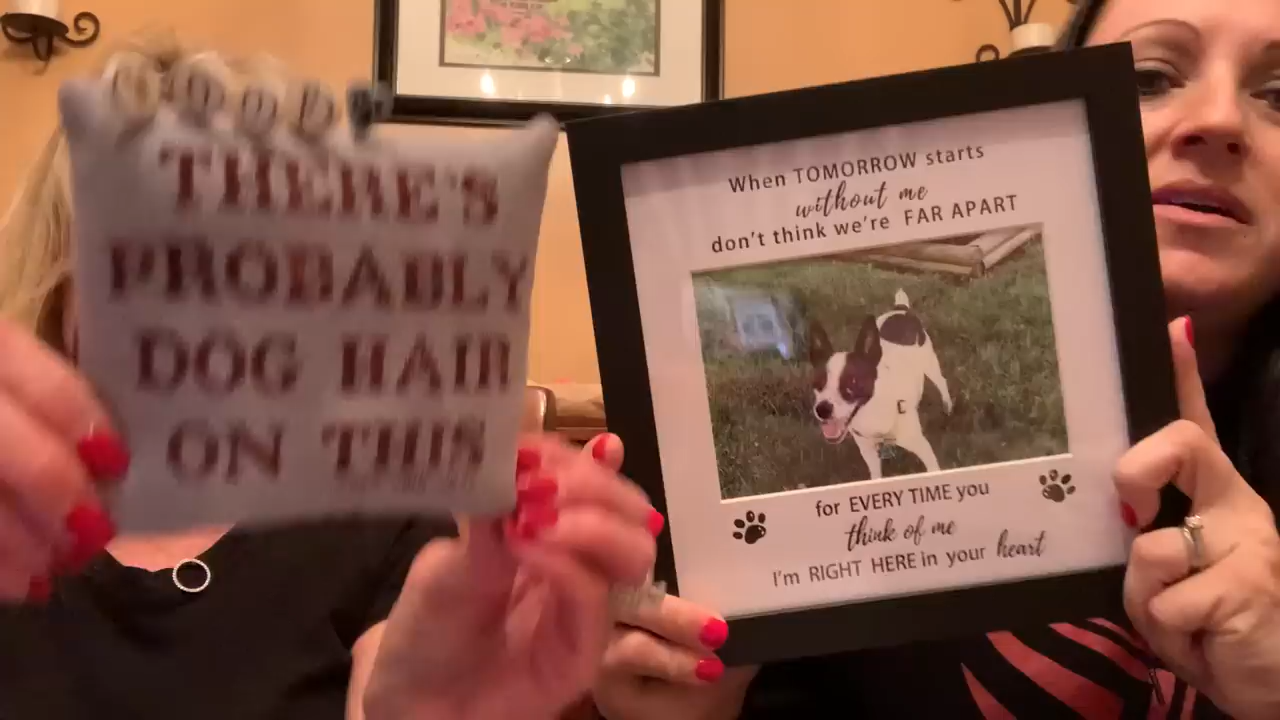 THERE'S
PROBABLY
DOG HAIR
ON THIS
When TOMORROW starts
without me
don't think we're FAR APART
for EVERY TIME you
think of me
I'm RIGHT HERE in your heart